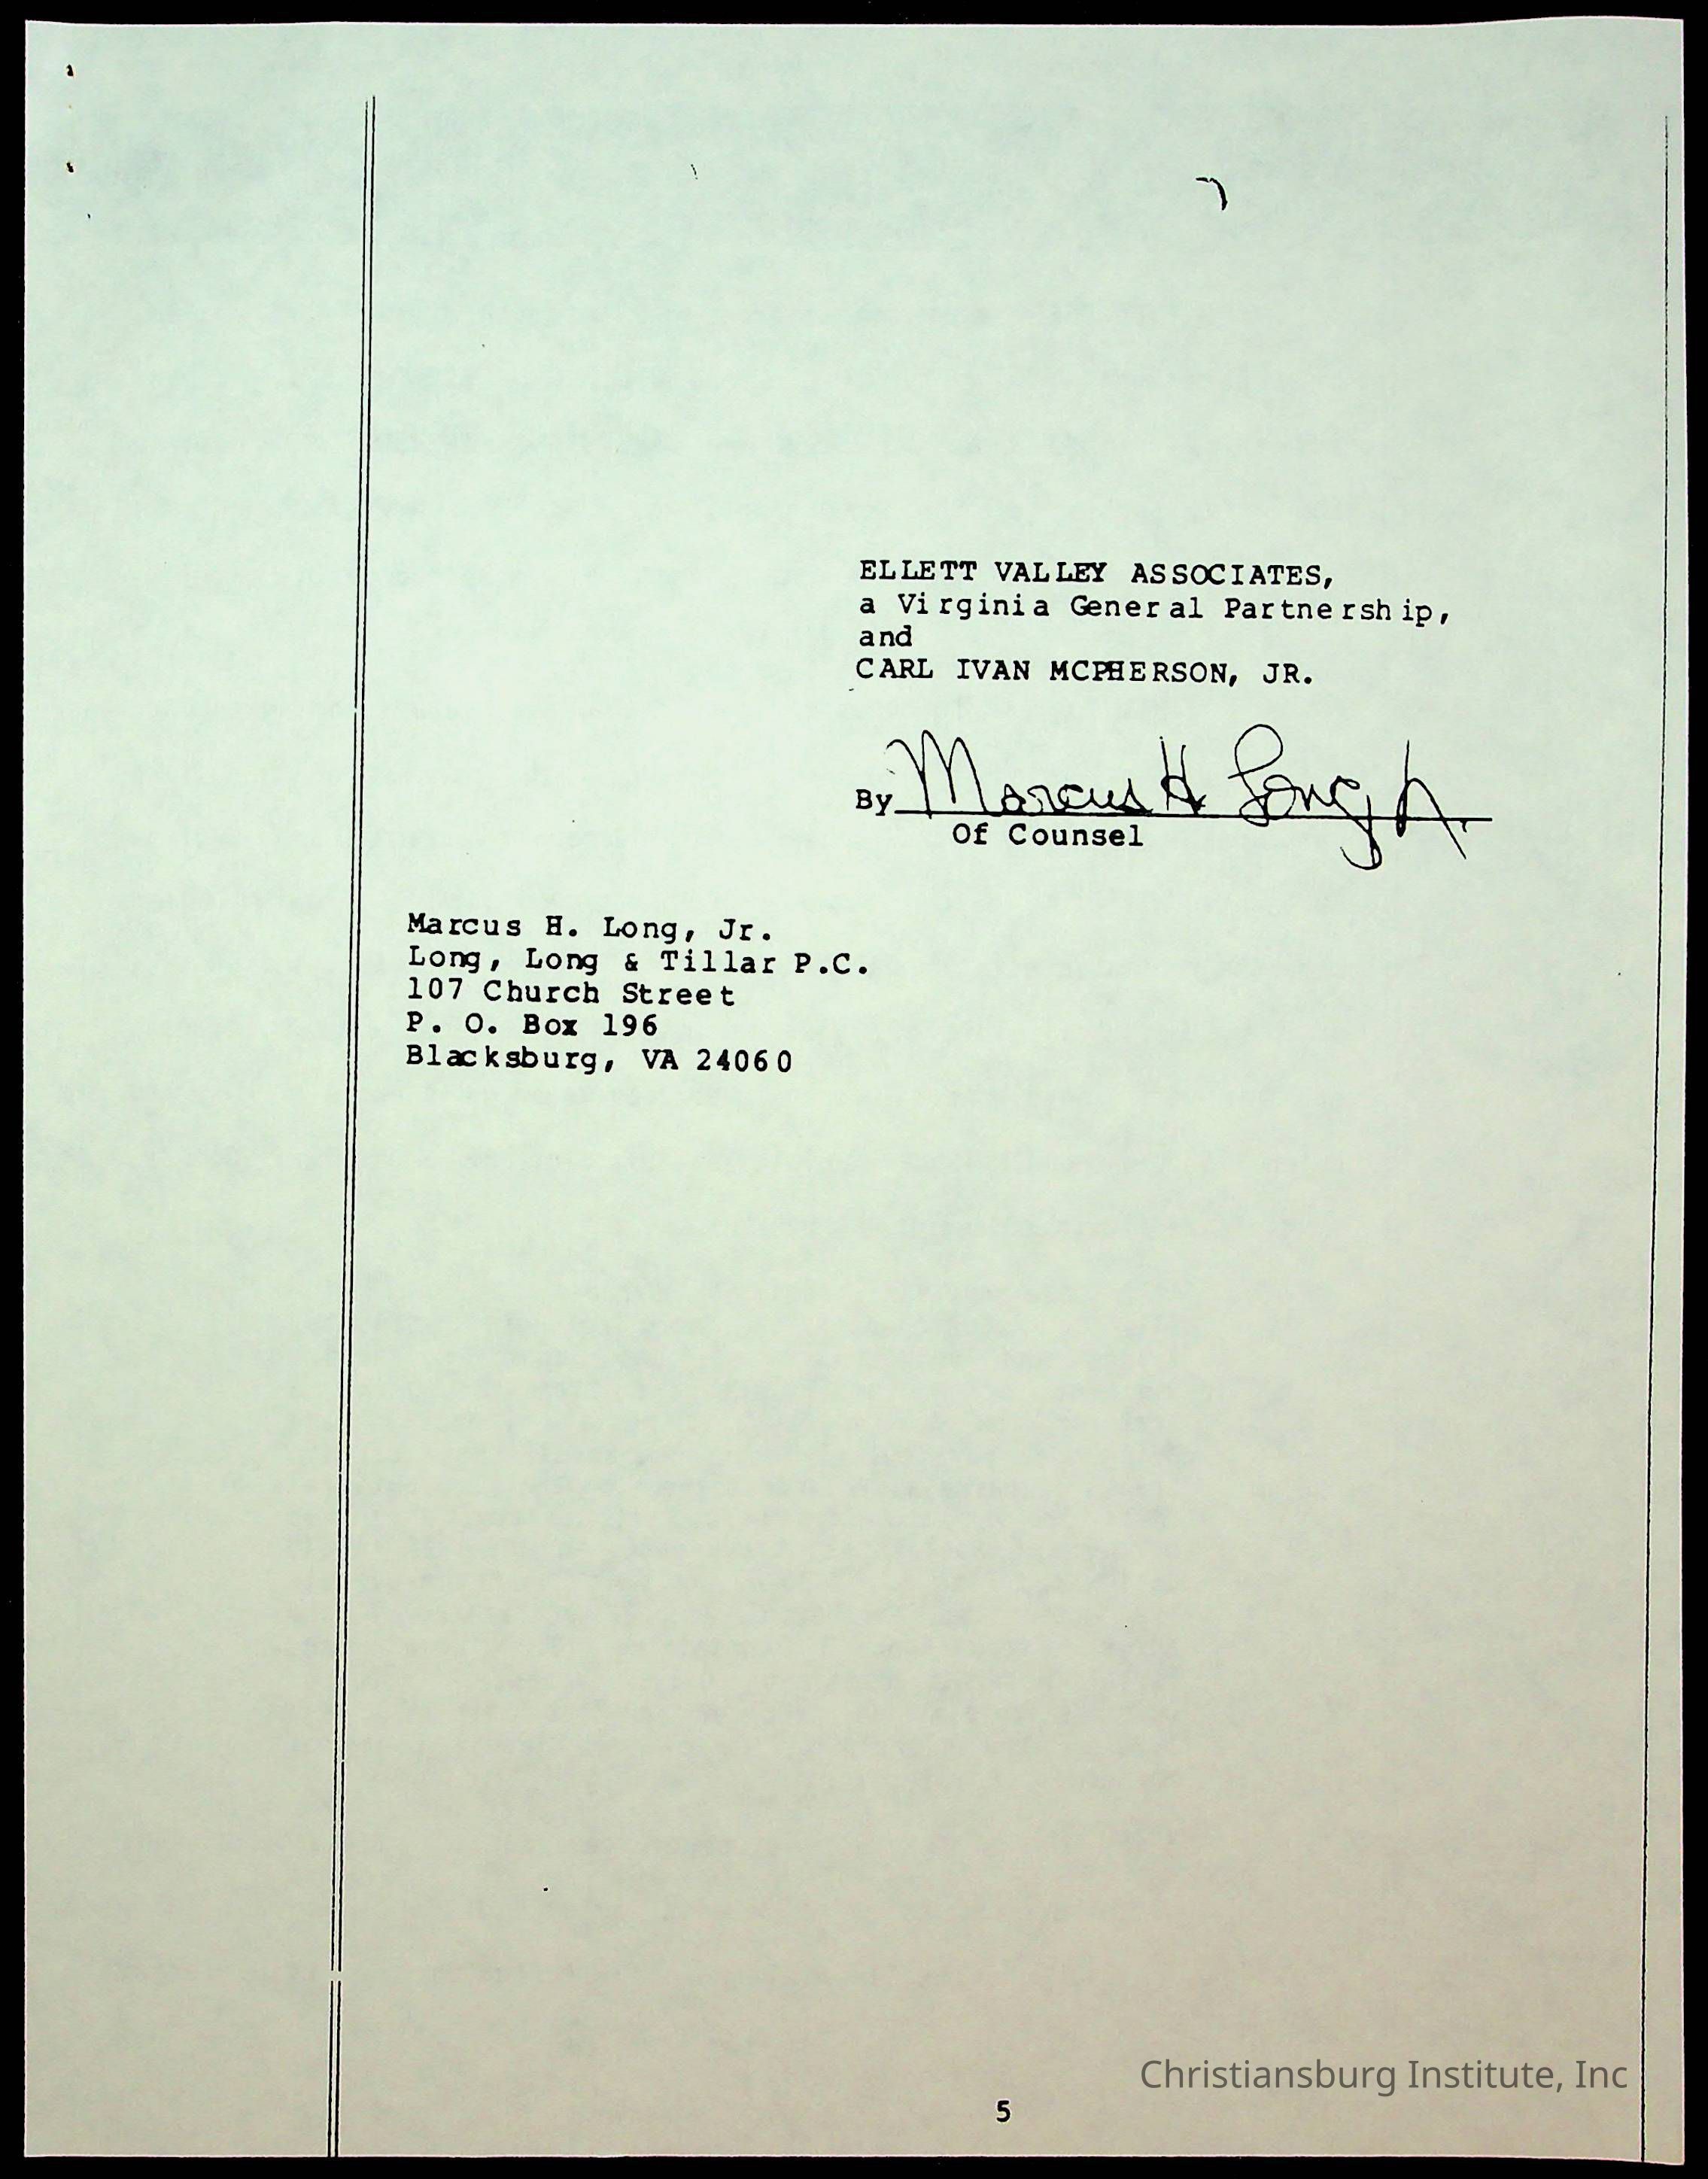 ELLETT VALLEY ASSOCIATES,
a Virginia General Partnership,
and
CARL IVAN MCPHERSON, JR.
By Marcus H Long Jr.
Of Counsel
Marcus H. Long, Jr.
Long, Long & Tillar P.C.
107 Church Street
P. O. Box 196
Blacksburg, VA 24060
Christiansburg Institute, Inc
5